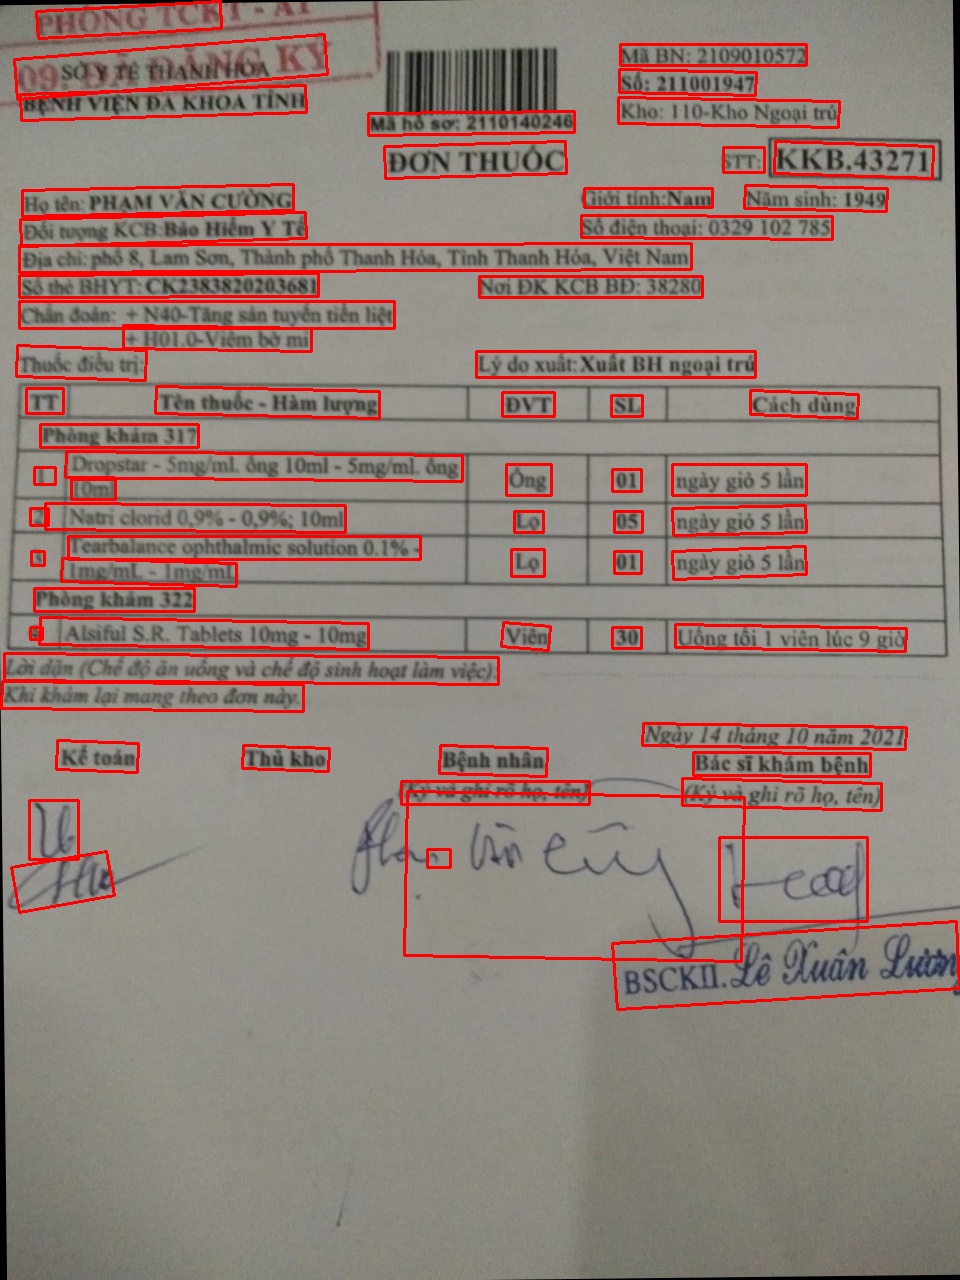 PHÒNG TCKT - A1
09. ĐÃ ĐĂNG KÝ
SỞ Y TẾ THANH HÓA
BỆNH VIỆN ĐA KHOA TỈNH
Mã hồ sơ: 2110140246
Mã BN: 2109010572
Số: 211001947
Kho: 110-Kho Ngoại trú
ĐƠN THUỐC
STT: KKB.43271
Họ tên: PHẠM VĂN CƯỜNG Giới tính:Nam Năm sinh: 1949
Đối tượng KCB:Bảo Hiểm Y Tế Số điện thoại: 0329 102 785
Địa chỉ: phố 8, Lam Sơn, Thành phố Thanh Hóa, Tỉnh Thanh Hóa, Việt Nam
Số thẻ BHYT: CK2383820203681 Nơi ĐK KCB BĐ: 38280
Chẩn đoán: + N40-Tăng sản tuyến tiền liệt
+ H01.0-Viêm bờ mi
Thuốc điều trị: Lý do xuất: Xuất BH ngoại trú
TT Tên thuốc - Hàm lượng ĐVT SL Cách dùng
Phòng khám 317
1 Dropstar - 5mg/ml. ống 10ml - 5mg/ml. ống 10ml Ống 01 ngày giỏ 5 lần
2 Natri clorid 0,9% - 0,9%; 10ml Lọ 05 ngày giỏ 5 lần
3 Tearbalance ophthalmic solution 0.1% - 1mg/mL - 1mg/mL Lọ 01 ngày giỏ 5 lần
Phòng khám 322
4 Alsiful S.R. Tablets 10mg - 10mg Viên 30 Uống tối 1 viên lúc 9 giờ
Lời dặn (Chế độ ăn uống và chế độ sinh hoạt làm việc):
Khi khám lại mang theo đơn này.
Ngày 14 tháng 10 năm 2021
Kế toán Thủ kho Bệnh nhân Bác sĩ khám bệnh
(Ký và ghi rõ họ, tên) (Ký và ghi rõ họ, tên)
BSCKII. Lê Xuân Lương